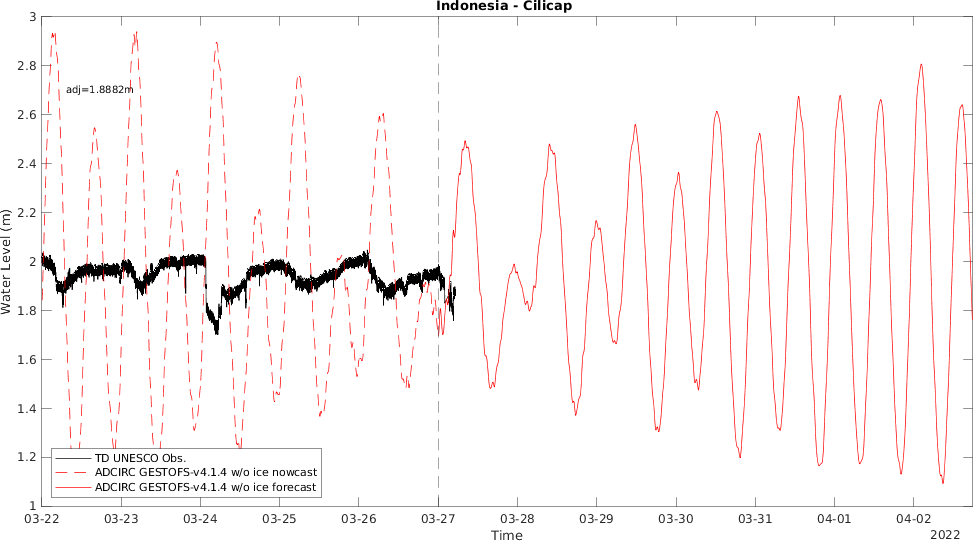 Indonesia - Cilicap
3
2.8
adj=1.8882m
2.6
2.4
2.2
2
Water Level (m)
1.8
1.6
1.4
1.2
1
TD UNESCO Obs.
ADCIRC GESTOFS-v4.1.4 w/o ice nowcast
ADCIRC GESTOFS-v4.1.4 w/o ice forecast
03-22 03-23 03-24 03-25 03-26 03-27 03-28 03-29 03-30 03-31 04-01 04-02
Time
2022